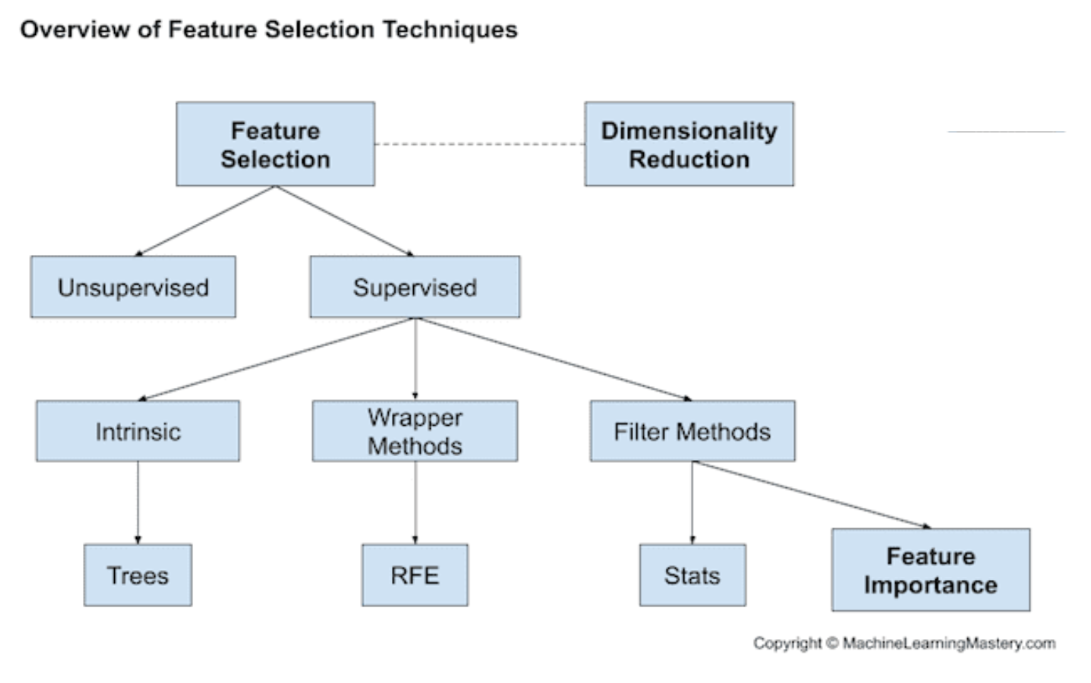 Overview of Feature Selection Techniques
Feature
Selection
Dimensionality
Reduction
Unsupervised
Supervised
Intrinsic
Wrapper
Methods
Filter Methods
Trees
RFE
Stats
Feature
Importance
Copyright © MachineLearningMastery.com